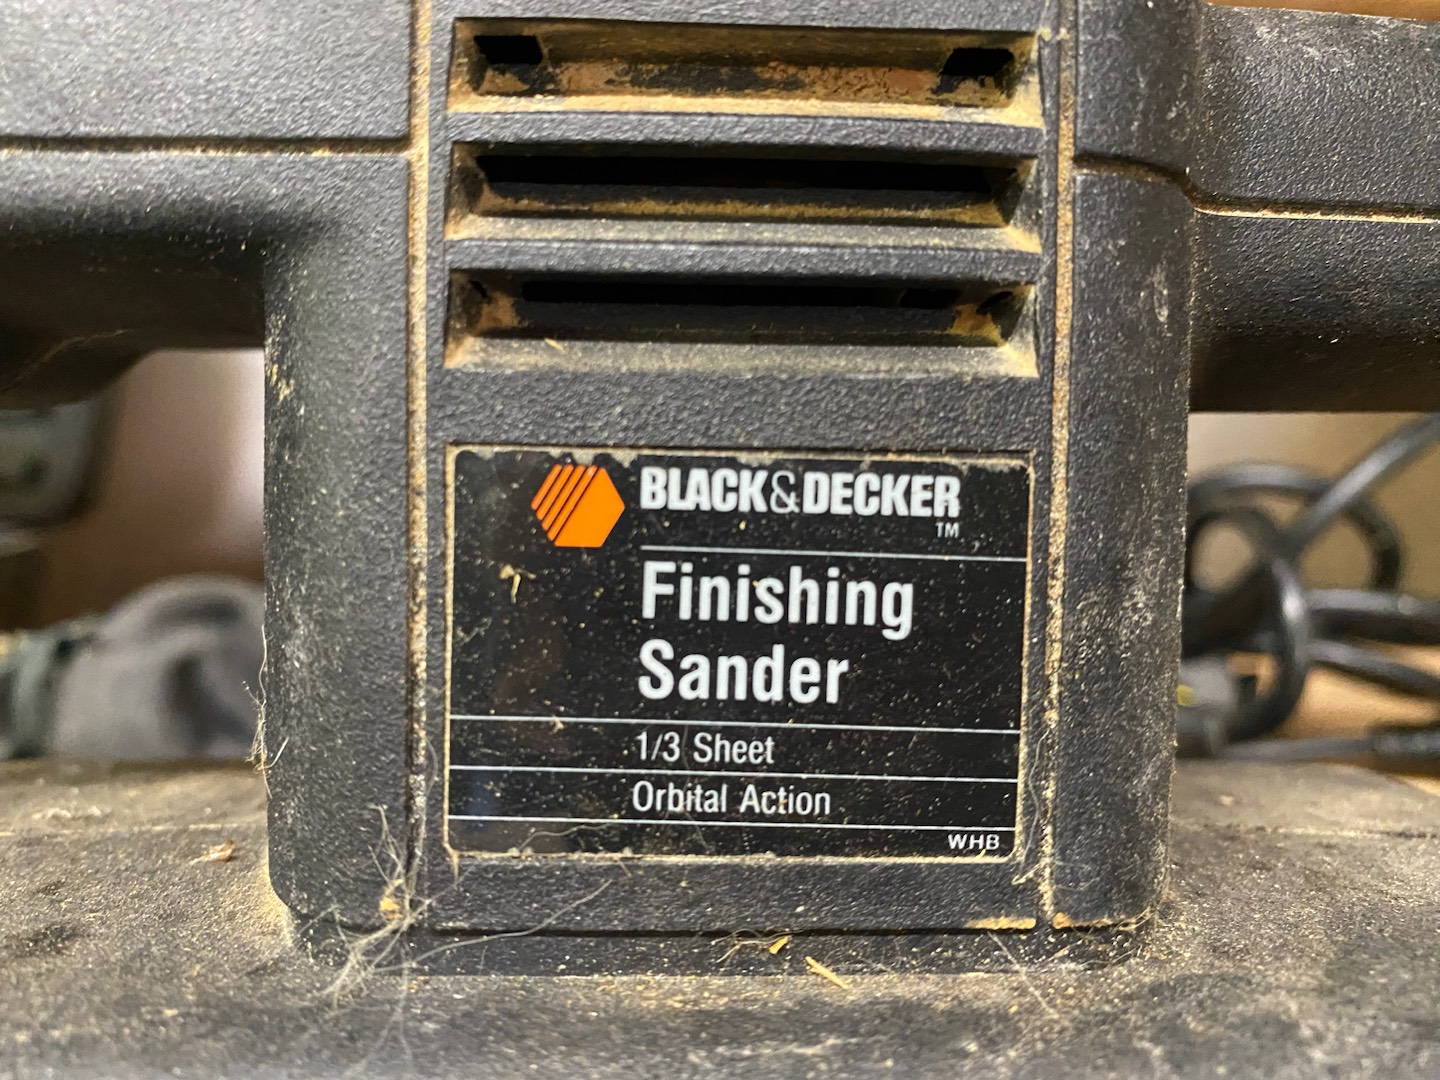 BLACK&DECKER
TM
Finishing
Sander
1/3 Sheet
Orbital Action
WHB